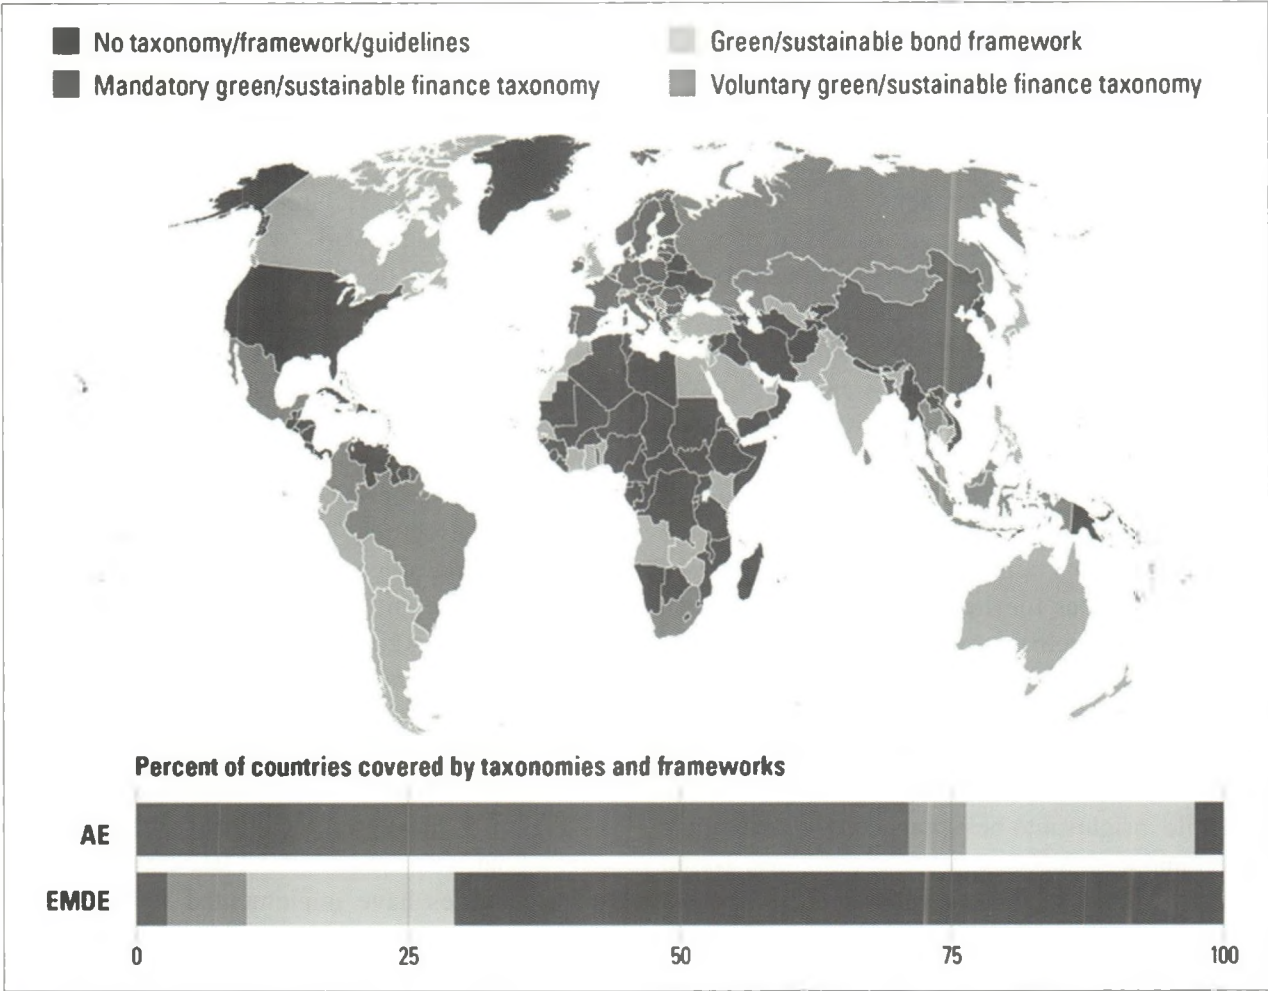 No taxonomy/framework/guidelines
Mandatory green/sustainable finance taxonomy
Green/sustainable bond framework
Voluntary green/sustainable finance taxonomy
Percent of countries covered by taxonomies and frameworks
AE
EMDE
0 25 50 75 100